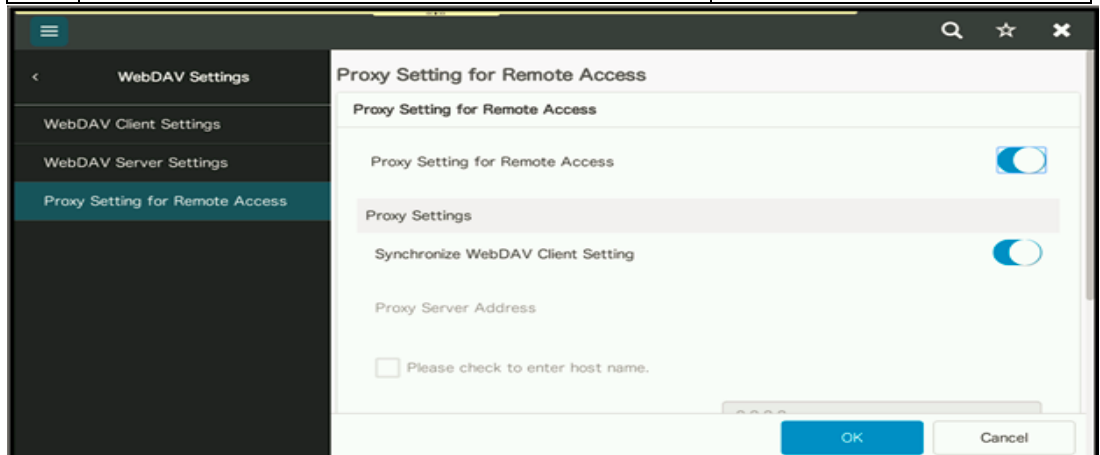 WebDAV Settings
WebDAV Client Settings
WebDAV Server Settings
Proxy Setting for Remote Access
Proxy Setting for Remote Access
Proxy Setting for Remote Access
Proxy Setting for Remote Access
Proxy Settings
Synchronize WebDAV Client Setting
Proxy Server Address
Please check to enter host name.
OK
Cancel